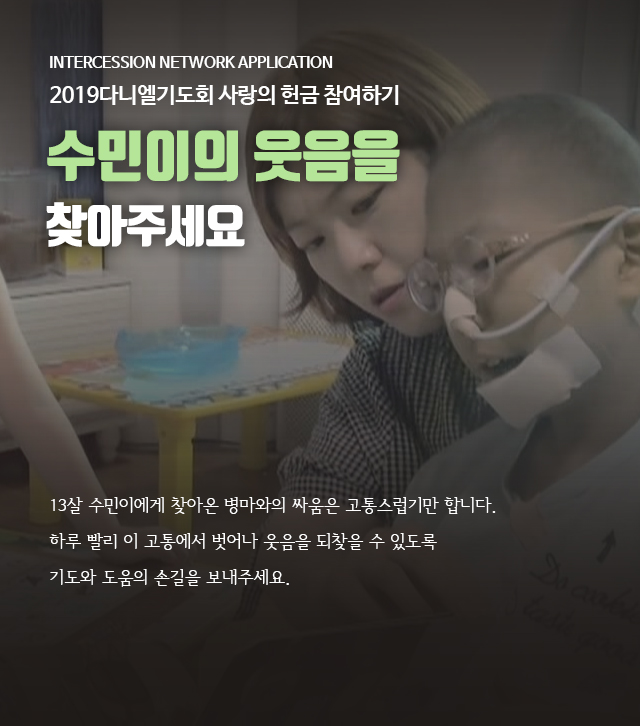 INTERCESSION NETWORK APPLICATION
2019다니엘기도회 사랑의 헌금 참여하기
수민이의 웃음을
찾아주세요
13살 수민이에게 찾아온 병마와의 싸움은 고통스럽기만 합니다.
하루 빨리 이 고통에서 벗어나 웃음을 되찾을 수 있도록
기도와 도움의 손길을 보내주세요.